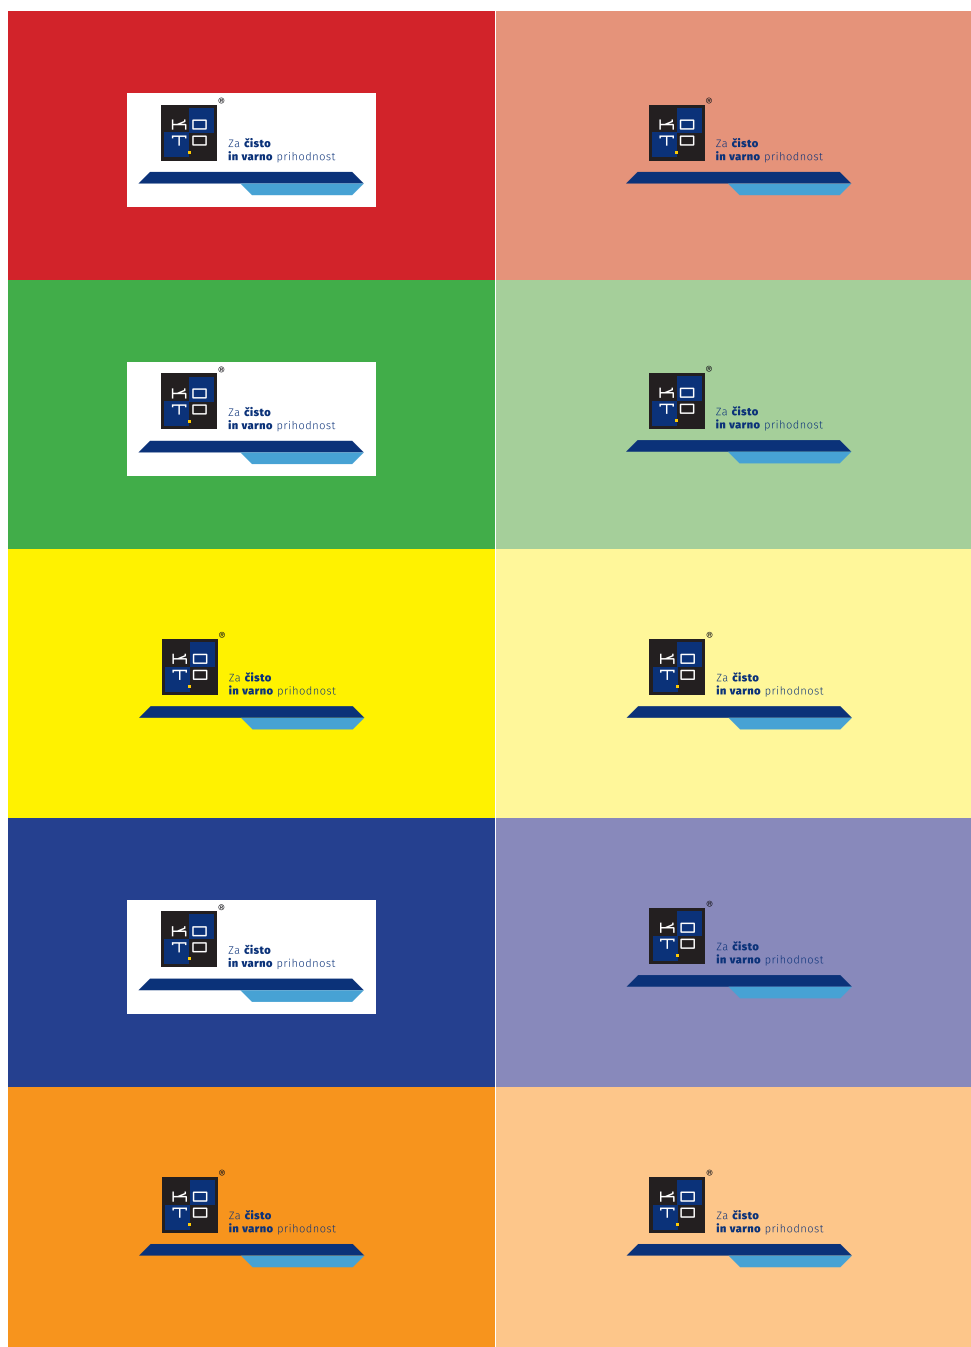 KO ®
TO
Za čisto
in varno prihodnost
KO ®
TO
Za čisto
in varno prihodnost
KO ®
TO
Za čisto
in varno prihodnost
KO ®
TO
Za čisto
in varno prihodnost
KO ®
TO
Za čisto
in varno prihodnost
KO ®
TO
Za čisto
in varno prihodnost
KO ®
TO
Za čisto
in varno prihodnost
KO ®
TO
Za čisto
in varno prihodnost
KO ®
TO
Za čisto
in varno prihodnost
KO ®
TO
Za čisto
in varno prihodnost